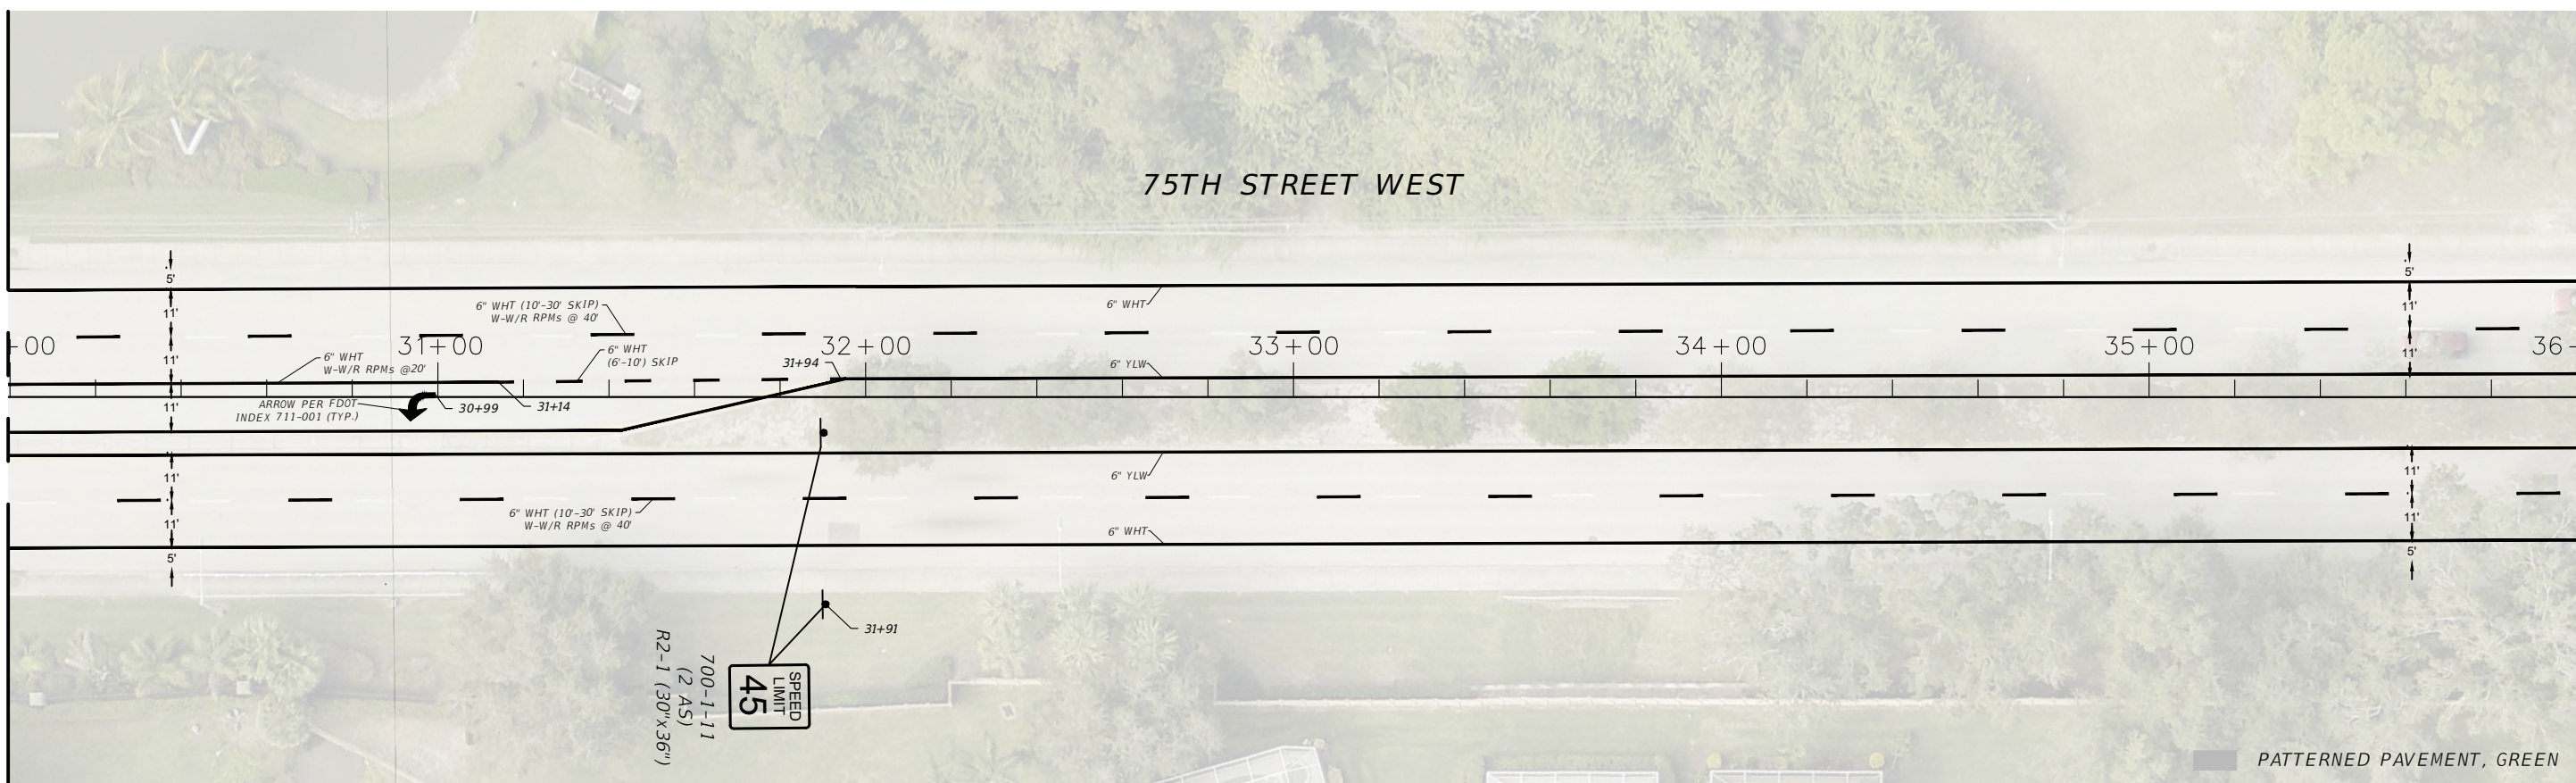 75TH STREET WEST
5'
5'
6" WHT (10'-30' SKIP)
W-W/R RPMs @ 40'
6" WHT
11'
11'
+00
31+00
32+00
33+00
34+00
35+00
36
6" WHT
W-W/R RPMs @20'
6" WHT
(6'-10') SKIP
31+94
6" YLW
11'
11'
ARROW PER FDOT
INDEX 711-001 (TYP.)
30+99
31+14
11'
6" YLW
11'
11'
6" WHT (10'-30' SKIP)
W-W/R RPMs @ 40'
6" WHT
11'
11'
5'
5'
31+91
SPEED
LIMIT
45
700-1-11
(2 AS)
R2-1 (30"x36")
PATTERNED PAVEMENT, GREEN